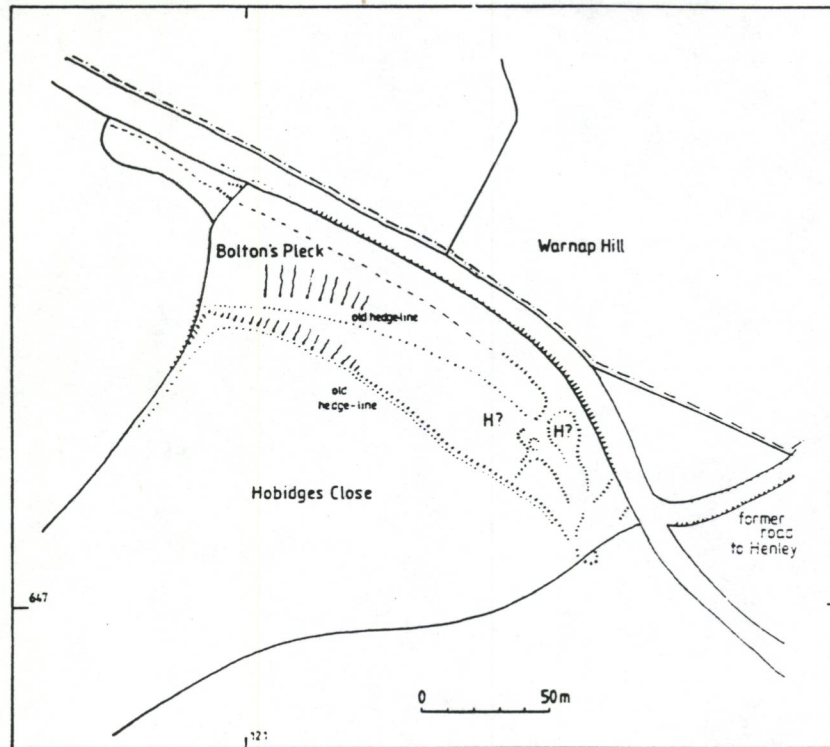 Warnap Hill
Bolton's Pleck
old hedge-line
old
hedge-line
H?
H?
Hobidges Close
former
road
to Henley
647
0 50m
121